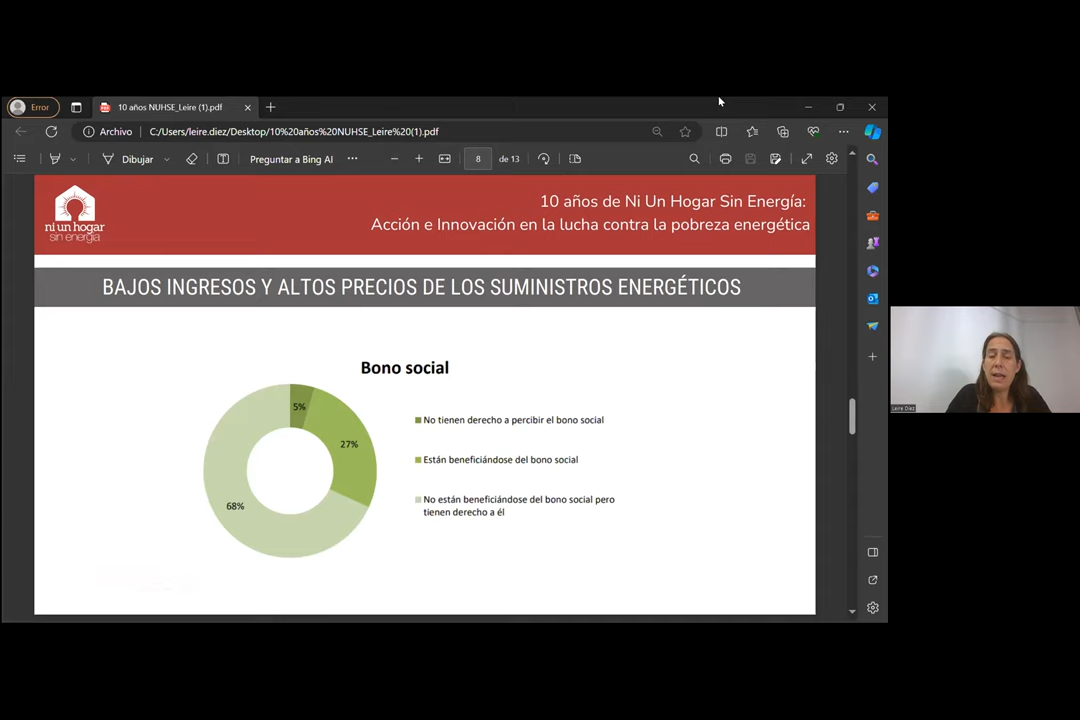 Error
10 años NUHSE_Leire (1).pdf
Archivo
C:/Users/leire.diez/Desktop/10%20años%20NUHSE_Leire%20(1).pdf
Dibujar
Preguntar a Bing AI
8
de 13
ni un hogar
sin energía
10 años de Ni Un Hogar Sin Energía:
Acción e Innovación en la lucha contra la pobreza energética
BAJOS INGRESOS Y ALTOS PRECIOS DE LOS SUMINISTROS ENERGÉTICOS
Bono social
5%
27%
68%
No tienen derecho a percibir el bono social
Están beneficiándose del bono social
No están beneficiándose del bono social pero
tienen derecho a él
Leire Diez